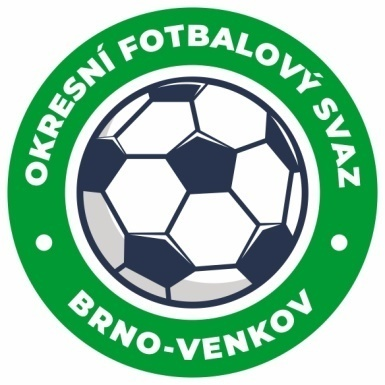 OKRESNÍ FOTBALOVÝ SVAZ
BRNO-VENKOV